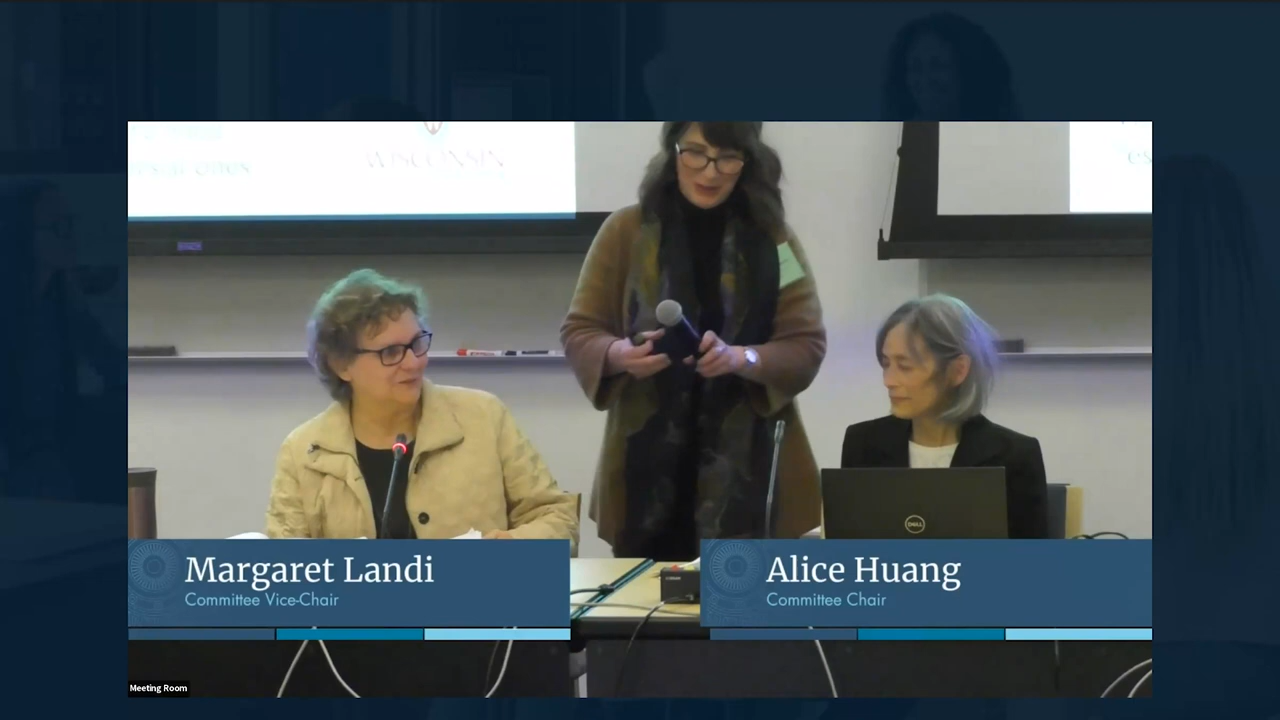 WISCONSIN
Margaret Landi
Committee Vice-Chair
DELL
Alice Huang
Committee Chair
Meeting Room